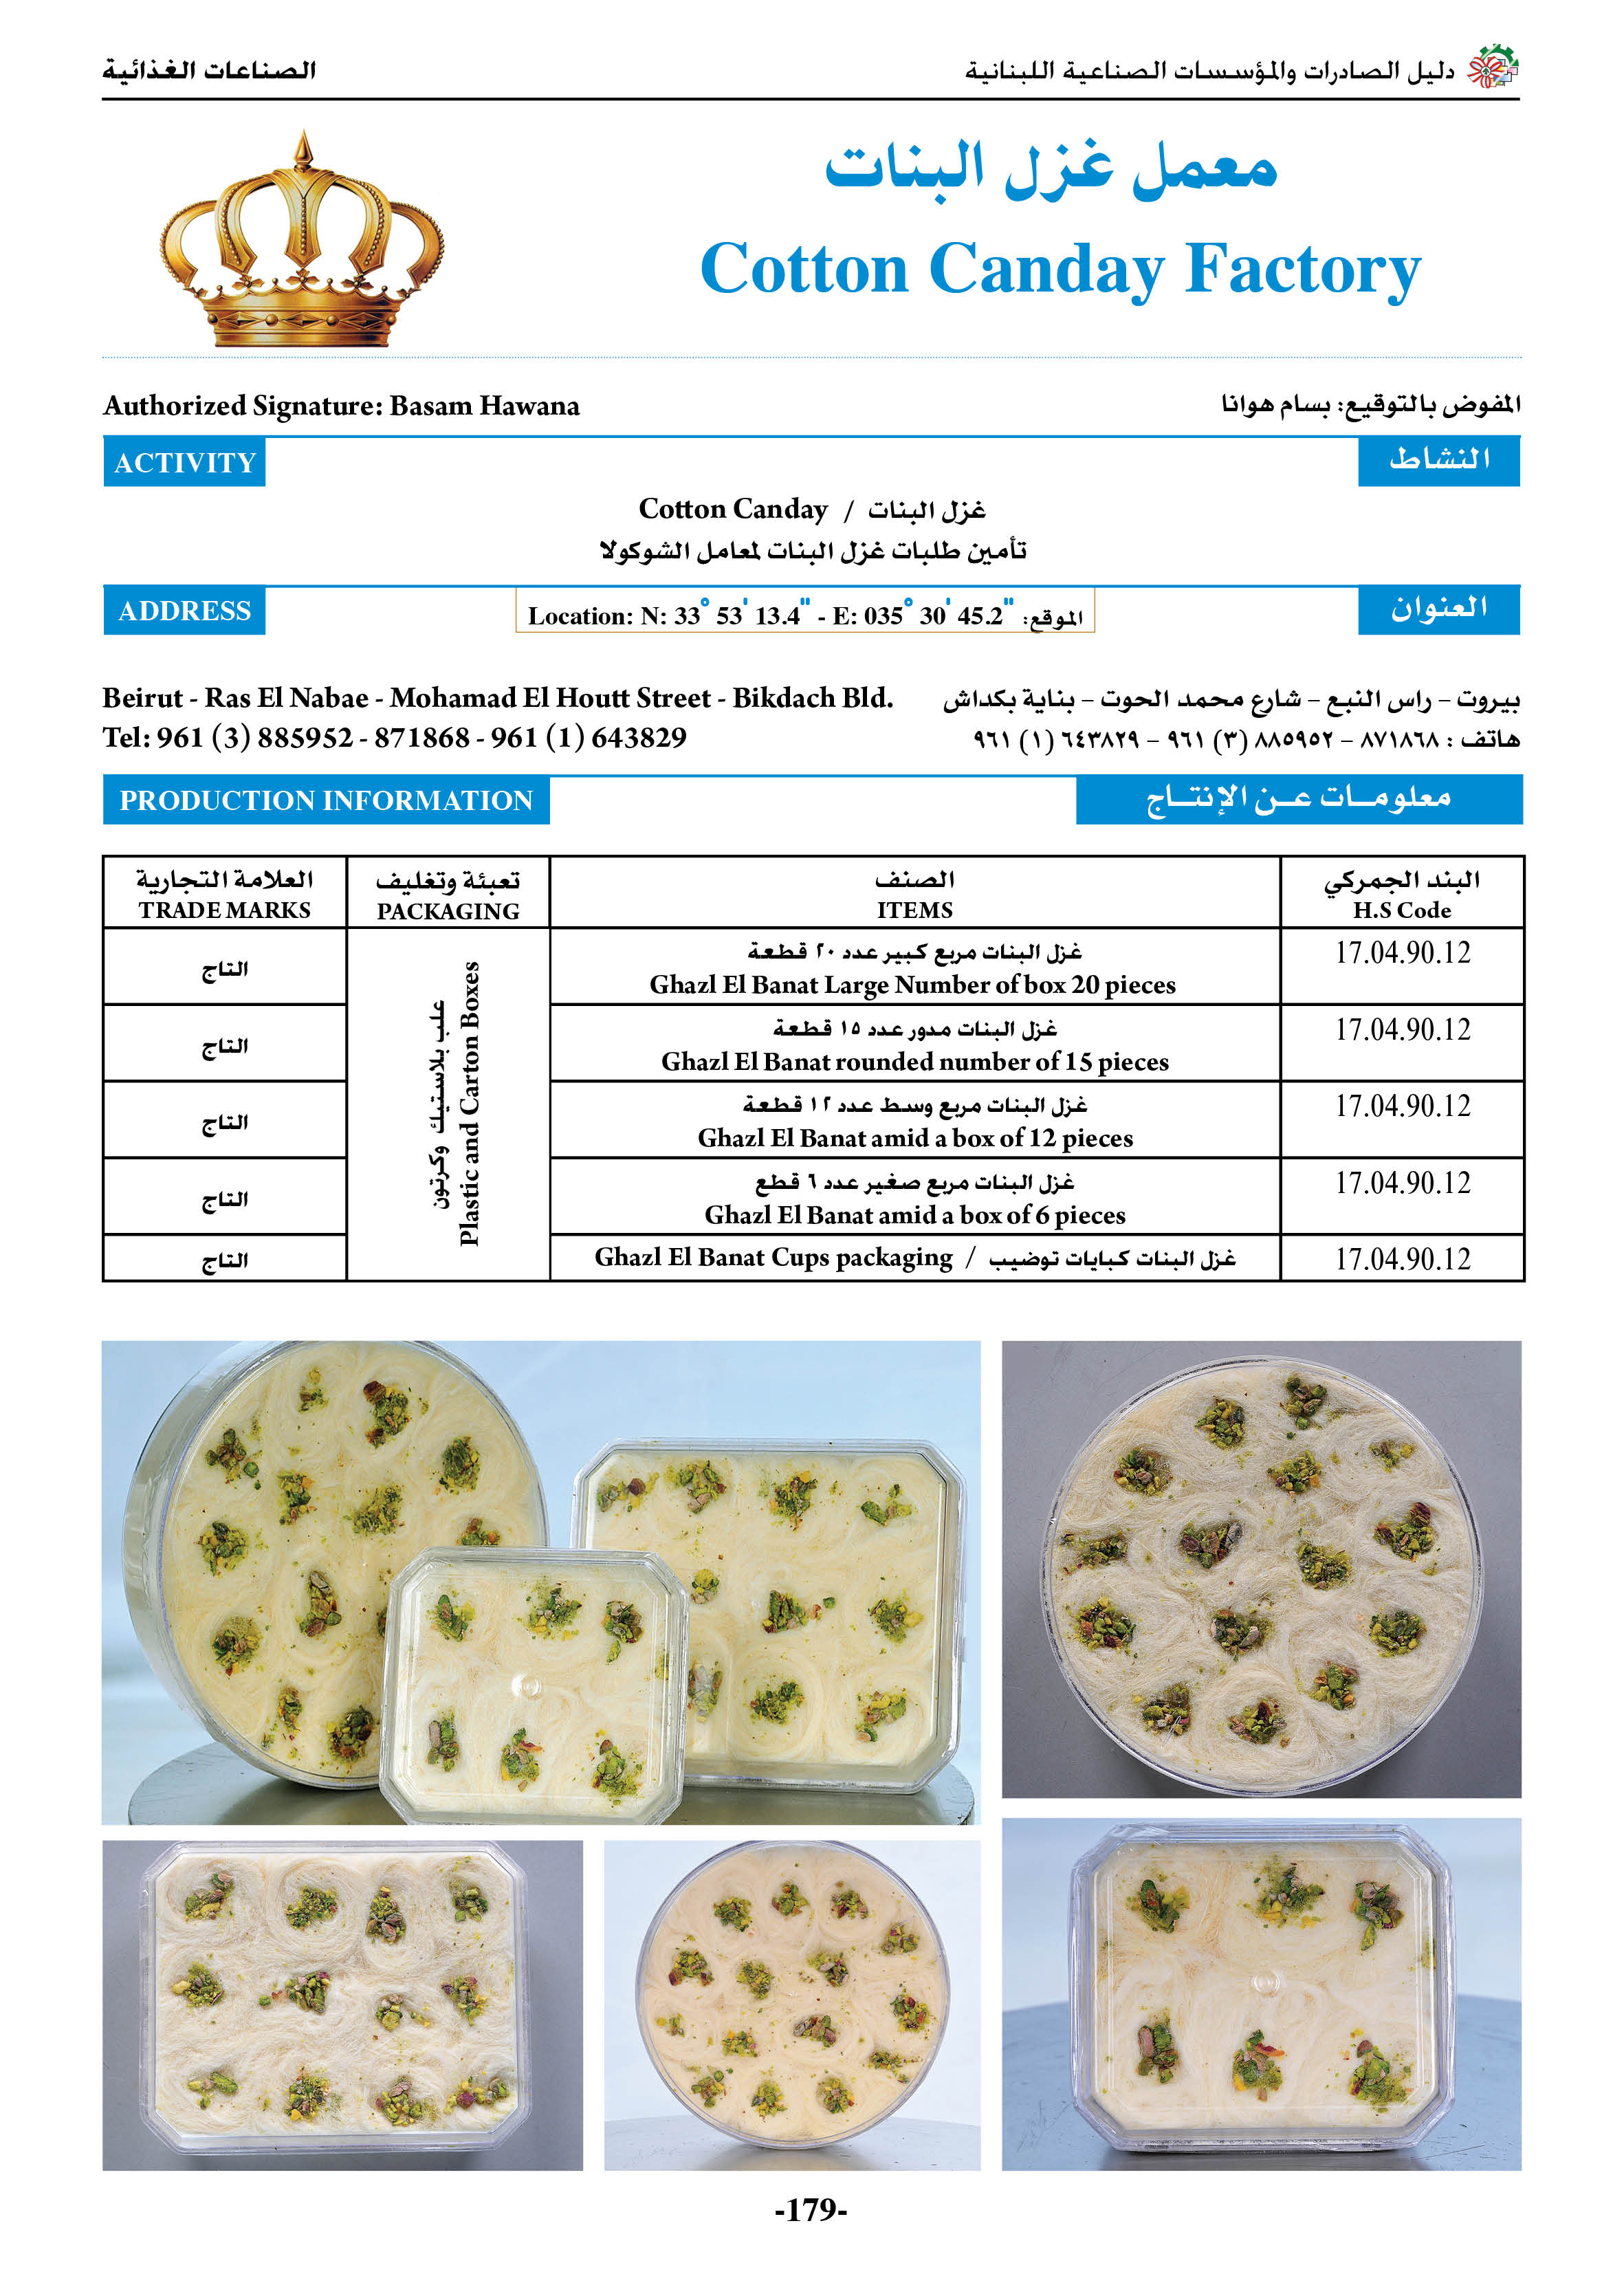 دليل الصادرات والمؤسسات الصناعية اللبنانية
الصناعات الغذائية
معمل غزل البنات
Cotton Canday Factory
Authorized Signature: Basam Hawana
المفوض بالتوقيع: بسام هوانا
ACTIVITY
النشاط
Cotton Canday / غزل البنات
تأمين طلبات غزل البنات لمعامل الشوكولا
ADDRESS
Location: N: 33° 53' 13.4" - E: 035° 30' 45.2" الموقع:
العنوان
Beirut - Ras El Nabae - Mohamad El Houtt Street - Bikdach Bld.
بيروت – راس النبع – شارع محمد الحوت – بناية بكداش
Tel: 961 (3) 885952 - 871868 - 961 (1) 643829
هاتف : ٨٧١٨٦٨ – ٨٨٥٩٥٢ (٣) ٩٦١ – ٦٤٣٨٢٩ (١) ٩٦١
PRODUCTION INFORMATION
معلومـات عـن الإنتـاج
العلامة التجارية
TRADE MARKS
تعبئة وتغليف
PACKAGING
الصنف
ITEMS
البند الجمركي
H.S Code
التاج
علب بلاستيك وكرتون
Plastic and Carton Boxes
غزل البنات مربع كبير عدد ٢٠ قطعة
Ghazl El Banat Large Number of box 20 pieces
17.04.90.12
التاج
غزل البنات مدور عدد ١٥ قطعة
Ghazl El Banat rounded number of 15 pieces
17.04.90.12
التاج
غزل البنات مربع وسط عدد ١٢ قطعة
Ghazl El Banat amid a box of 12 pieces
17.04.90.12
التاج
غزل البنات مربع صغير عدد ٦ قطع
Ghazl El Banat amid a box of 6 pieces
17.04.90.12
التاج
Ghazl El Banat Cups packaging / غزل البنات كبايات توضيب
17.04.90.12
-179-